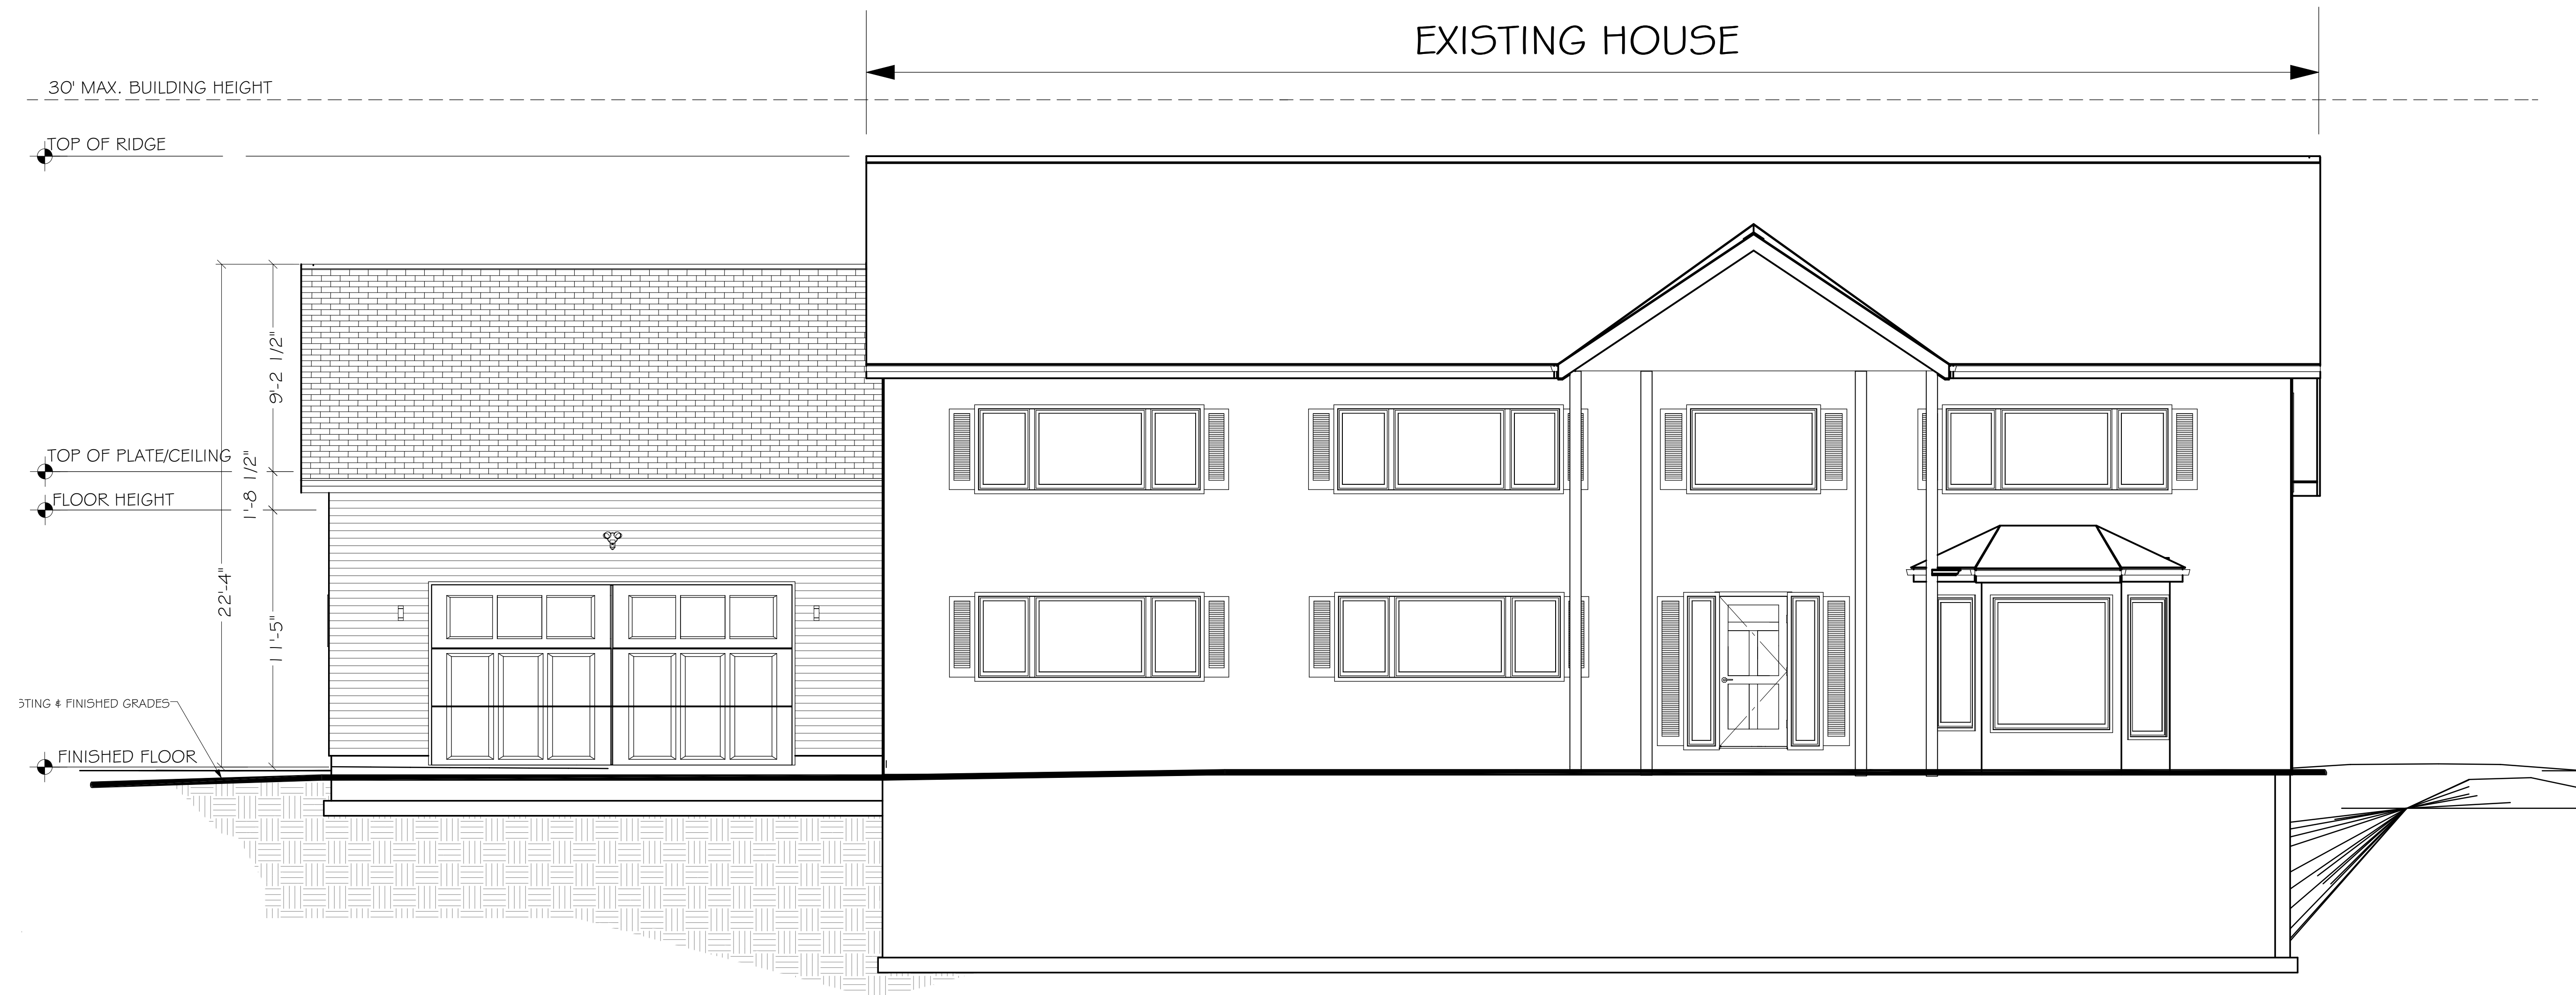 EXISTING HOUSE
30' MAX. BUILDING HEIGHT
TOP OF RIDGE
9'-2 1/2"
TOP OF PLATE/CEILING
1'-8 1/2"
FLOOR HEIGHT
22'-4"
11'-5"
STING & FINISHED GRADES
FINISHED FLOOR